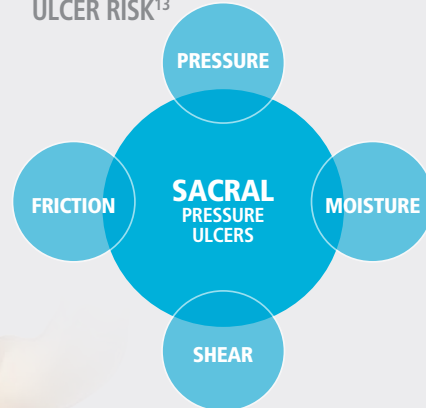 ULCER RISK¹³
PRESSURE
FRICTION
SACRAL
PRESSURE
ULCERS
MOISTURE
SHEAR